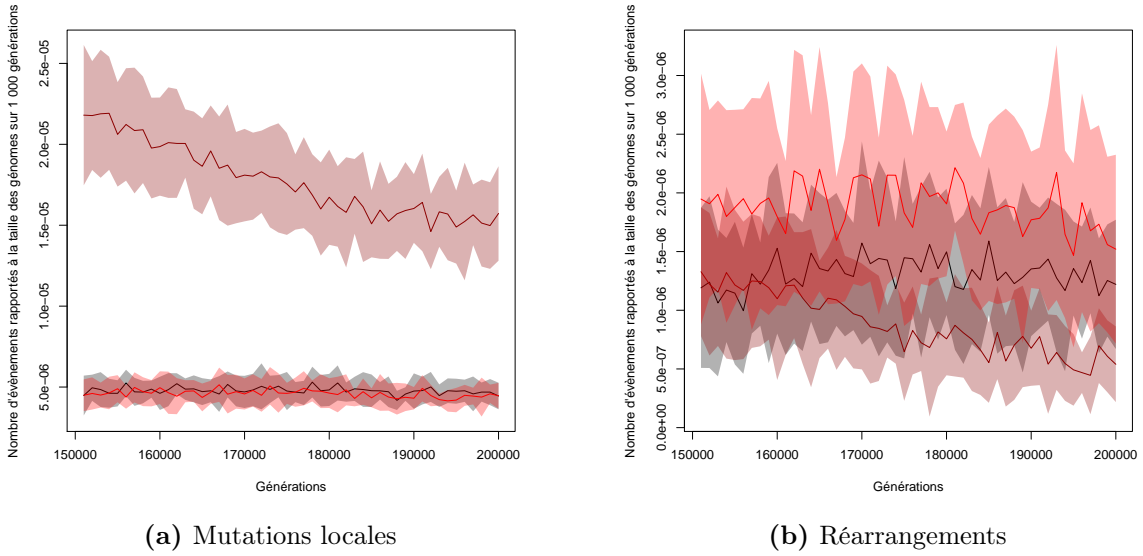 Nombre d'évènements rapportés à la taille des génomes sur 1 000 générations
2.5e−05
2.0e−05
1.5e−05
1.0e−05
5.0e−06
150000 160000 170000 180000 190000 200000
Générations
(a) Mutations locales
Nombre d'évènements rapportés à la taille des génomes sur 1 000 générations
3.0e−06
2.5e−06
2.0e−06
1.5e−06
1.0e−06
5.0e−07
0.0e+00
150000 160000 170000 180000 190000 200000
Générations
(b) Réarrangements